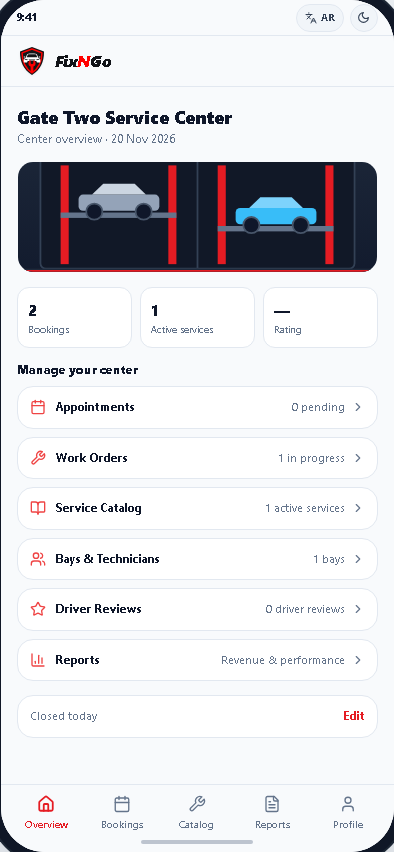 9:41
AR
FixNGo
Gate Two Service Center
Center overview · 20 Nov 2026
2
Bookings
1
Active services
—
Rating
Manage your center
Appointments
0 pending
Work Orders
1 in progress
Service Catalog
1 active services
Bays & Technicians
1 bays
Driver Reviews
0 driver reviews
Reports
Revenue & performance
Closed today
Edit
Overview
Bookings
Catalog
Reports
Profile